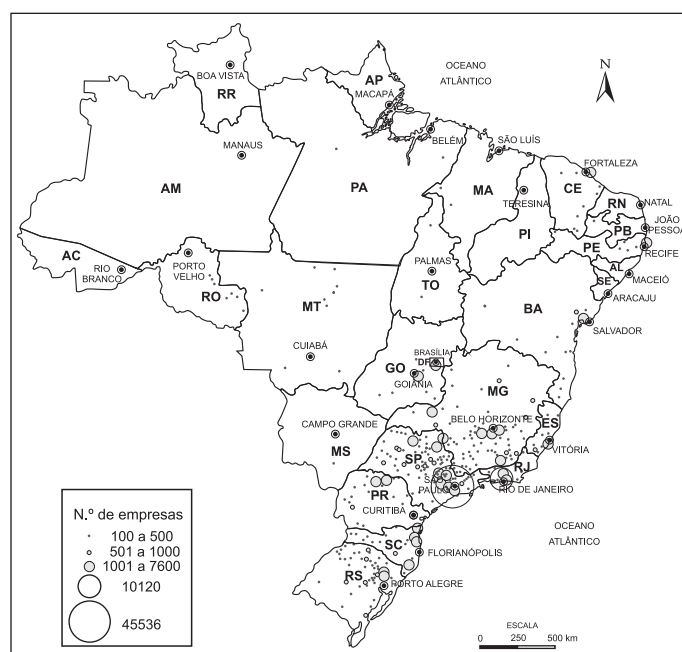 OCEANO
ATLÂNTICO
N
BOA VISTA
RR
AP
MACAPÁ
BELÉM
SÃO LUÍS
MANAUS
FORTALEZA
AM
PA
MA
CE
TERESINA
RN
NATAL
PI
PB
JOÃO
PESSOA
PE
RECIFE
AC
RIO
BRANCO
PORTO
VELHO
RO
PALMAS
TO
AL
MACEIÓ
SE
ARACAJU
MT
BA
SALVADOR
CUIABÁ
GO
BRASÍLIA
DF
GOIÂNIA
MG
CAMPO GRANDE
MS
BELO HORIZONTE
ES
VITÓRIA
SP
SÃO
PAULO
RJ
RIO DE JANEIRO
PR
CURITIBA
SC
FLORIANÓPOLIS
RS
PORTO ALEGRE
OCEANO
ATLÂNTICO
N.º de empresas
100 a 500
501 a 1000
1001 a 7600
10120
45536
ESCALA
0 250 500 km